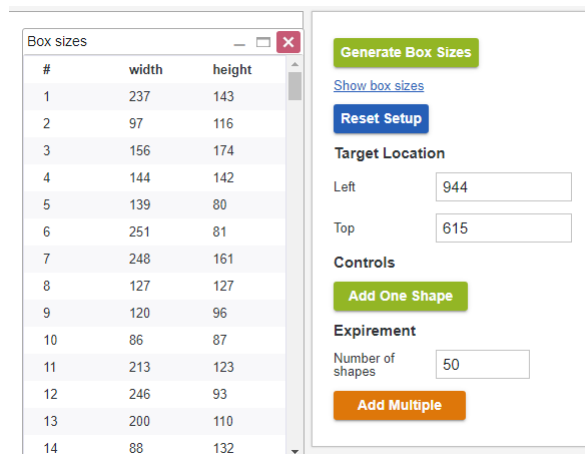 Box sizes
# width height
1 237 143
2 97 116
3 156 174
4 144 142
5 139 80
6 251 81
7 248 161
8 127 127
9 120 96
10 86 87
11 213 123
12 246 93
13 200 110
14 88 132
Generate Box Sizes
Show box sizes
Reset Setup
Target Location
Left 944
Top 615
Controls
Add One Shape
Expirement
Number of
shapes 50
Add Multiple